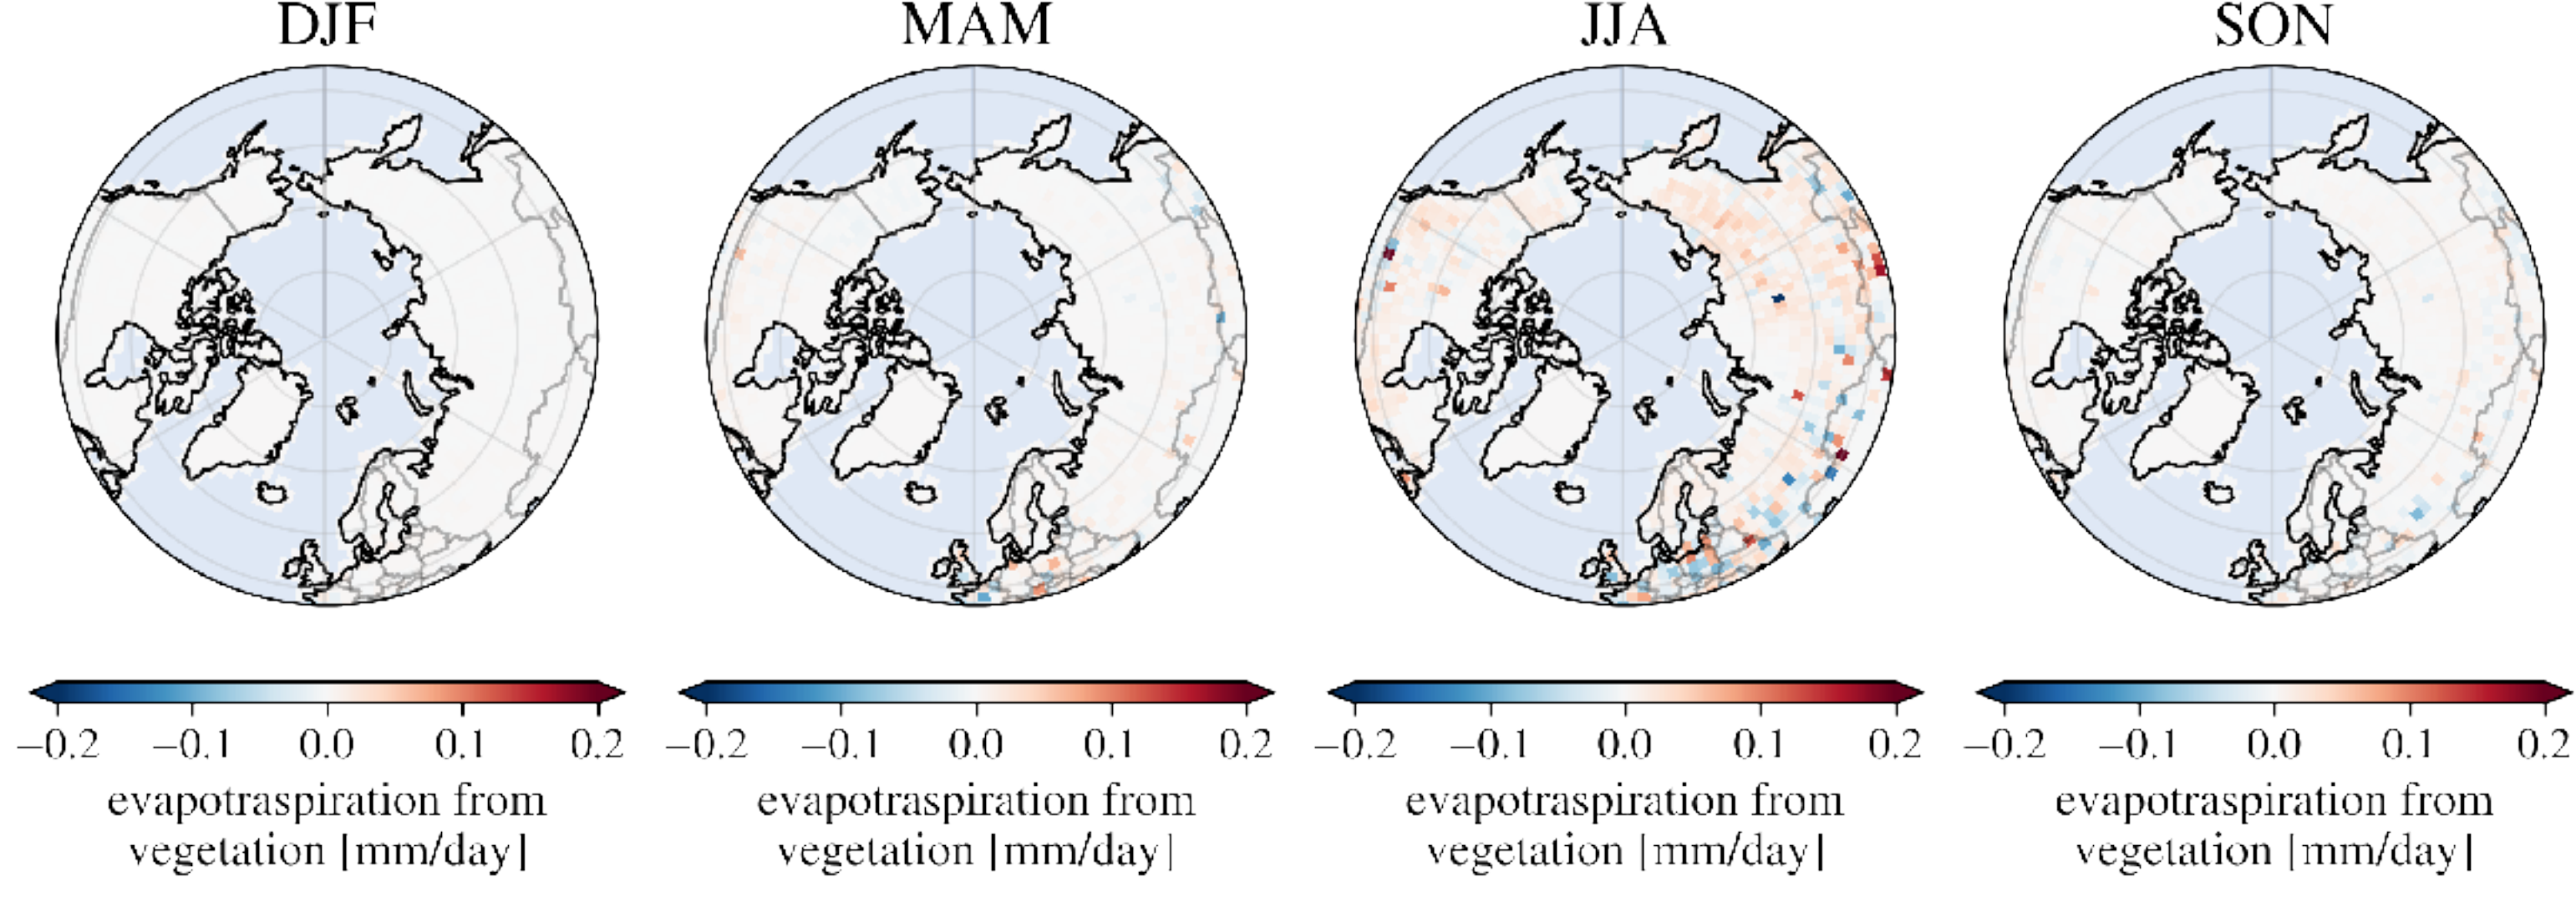 DJF MAM JJA SON
−0.2 −0.1 0.0 0.1 0.2 −0.2 −0.1 0.0 0.1 0.2 −0.2 −0.1 0.0 0.1 0.2 −0.2 −0.1 0.0 0.1 0.2
evapotraspiration from evapotraspiration from evapotraspiration from evapotraspiration from
vegetation [mm/day] vegetation [mm/day] vegetation [mm/day] vegetation [mm/day]